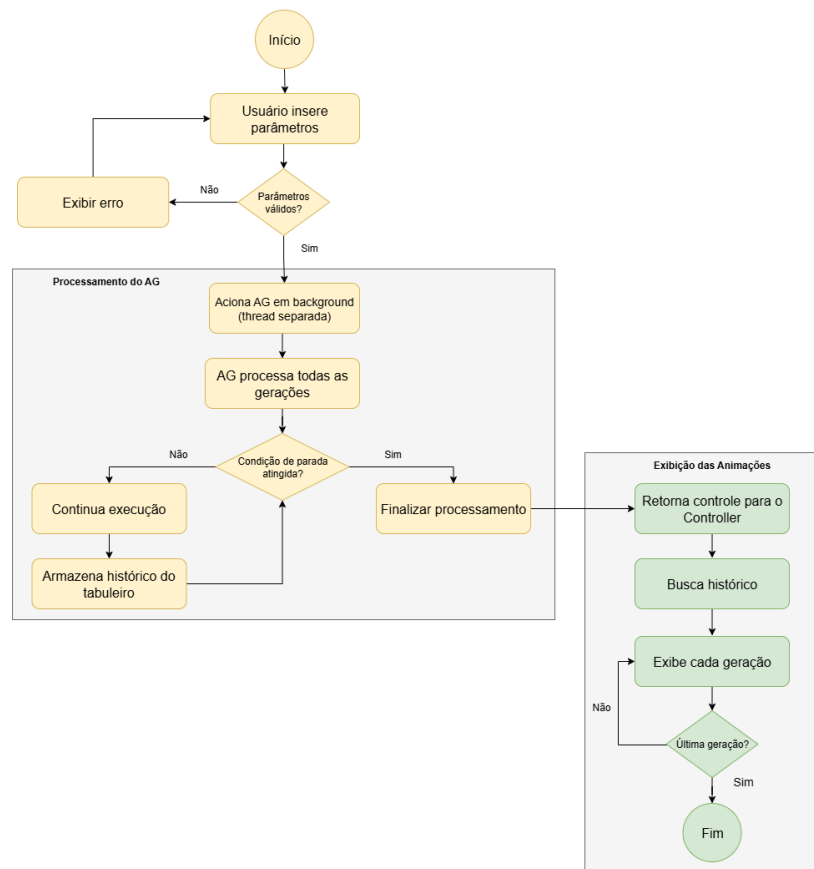 Início
Usuário insere
parâmetros
Não
Exibir erro
Parâmetros
válidos?
Sim
Processamento do AG
Aciona AG em background
(thread separada)
AG processa todas as
gerações
Não
Condição de parada
atingida?
Sim
Continua execução
Finalizar processamento
Armazena histórico do
tabuleiro
Exibição das Animações
Retorna controle para o
Controller
Busca histórico
Exibe cada geração
Não
Última geração?
Sim
Fim